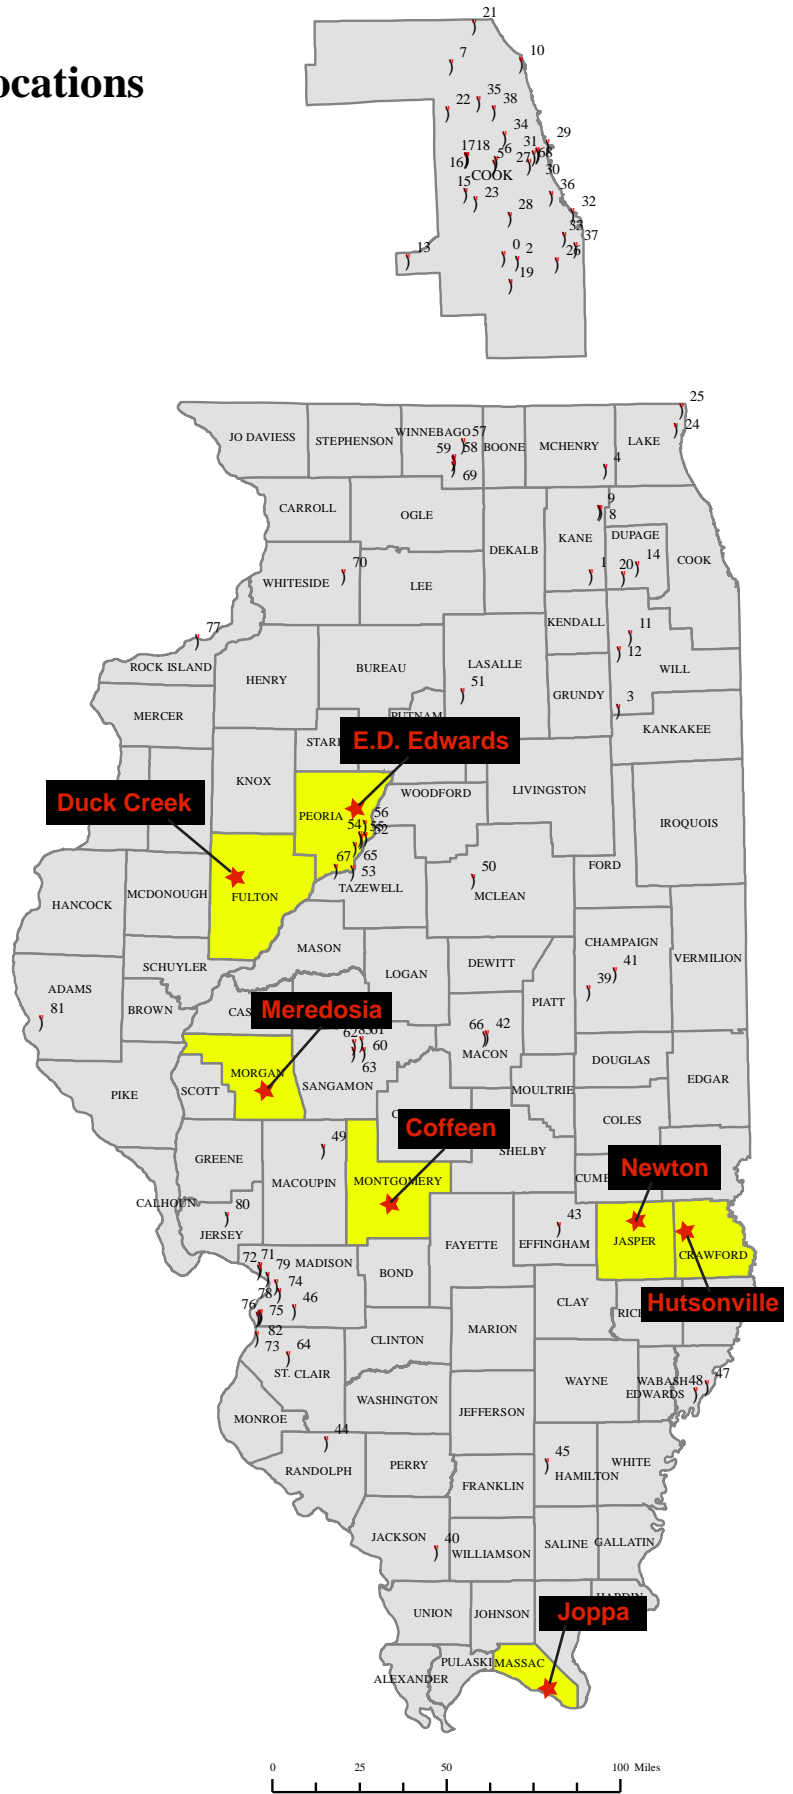 ocations
21
7
10
22
35
38
34
29
17
18
16
5
6
31
27
68
30
COOK
15
23
36
28
32
33
37
13
0
2
26
19
25
24
JO DAVIESS
STEPHENSON
WINNEBAGO
57
59
58
69
BOONE
MCHENRY
4
LAKE
CARROLL
OGLE
DEKALB
KANE
9
8
DUPAGE
COOK
14
20
1
WHITESIDE
70
LEE
77
ROCK ISLAND
HENRY
BUREAU
LASALLE
51
KENDALL
11
12
WILL
GRUNDY
3
MERCER
PUTNAM
KANKAKEE
STAR
E.D. Edwards
KNOX
WOODFORD
LIVINGSTON
Duck Creek
PEORIA
56
54
55
52
IROQUOIS
67
65
53
TAZEWELL
50
MCLEAN
FORD
HANCOCK
MCDONOUGH
FULTON
MASON
SCHUYLER
LOGAN
DEWITT
CHAMPAIGN
41
39
VERMILION
PIATT
ADAMS
81
BROWN
CAS
Meredosia
62
61
60
63
66
42
MACON
DOUGLAS
EDGAR
PIKE
SCOTT
MORGAN
SANGAMON
MOULTRIE
C
COLES
Coffeen
49
GREENE
MACOUPIN
MONTGOMERY
SHELBY
CUMB
Newton
CALHOUN
80
JERSEY
43
EFFINGHAM
FAYETTE
JASPER
CRAWFORD
72
71
79
MADISON
78
74
BOND
76
75
46
CLAY
RIC
Hutsonville
82
73
64
ST. CLAIR
CLINTON
MARION
WAYNE
WABASH
48
47
EDWARDS
WASHINGTON
JEFFERSON
MONROE
44
RANDOLPH
PERRY
45
HAMILTON
WHITE
FRANKLIN
JACKSON
40
WILLIAMSON
SALINE
GALLATIN
HARDIN
Joppa
UNION
JOHNSON
PULASKI
MASSAC
ALEXANDER
0 25 50 100 Miles